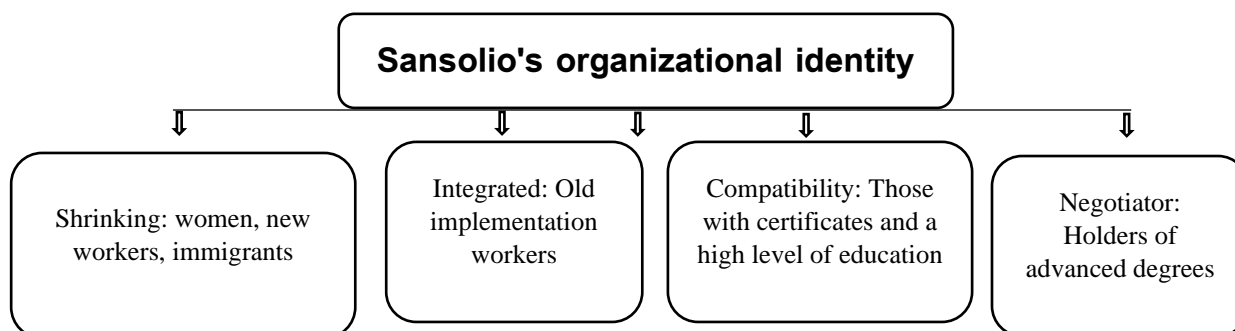 Sansolio's organizational identity
Shrinking: women, new
workers, immigrants
Integrated: Old
implementation
workers
Compatibility: Those
with certificates and a
high level of education
Negotiator:
Holders of
advanced degrees